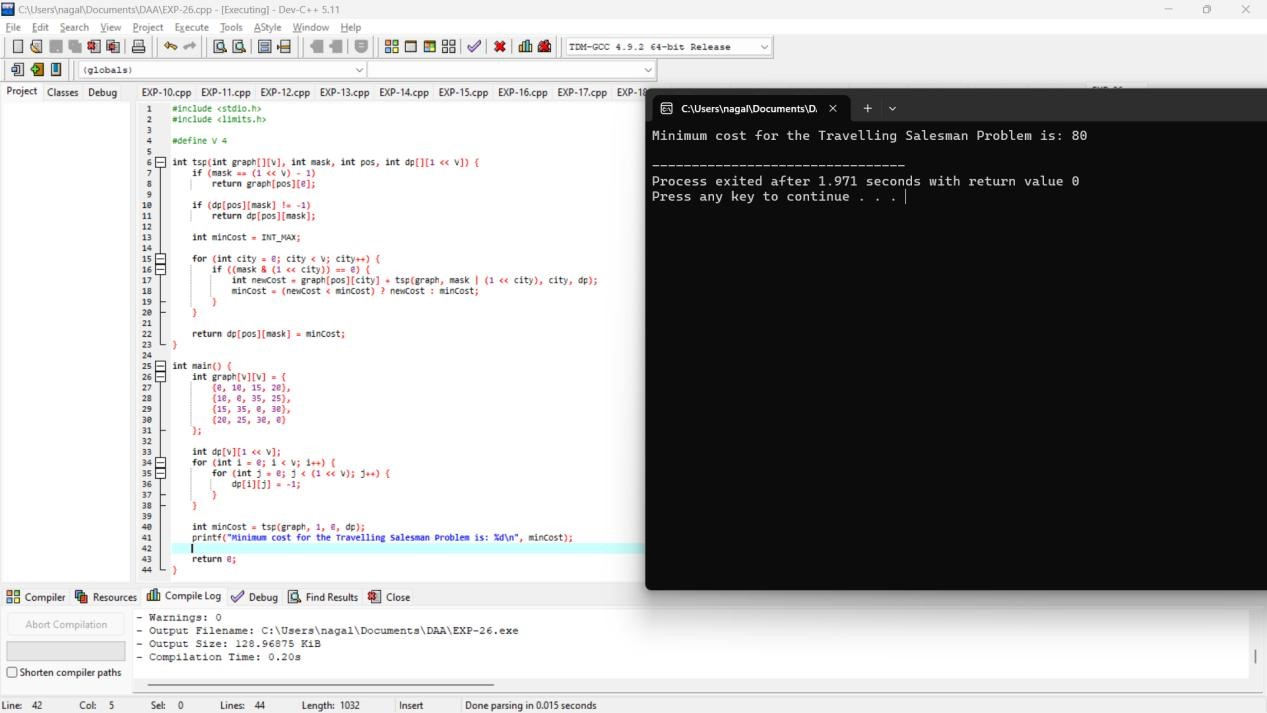 C:\Users\nagal\Documents\DAA\EXP-26.cpp - [Executing] - Dev-C++ 5.11
File Edit Search View Project Execute Tools AStyle Window Help
TDM-GCC 4.9.2 64-bit Release
(globals)
Project Classes Debug
EXP-10.cpp EXP-11.cpp EXP-12.cpp EXP-13.cpp EXP-14.cpp EXP-15.cpp EXP-16.cpp EXP-17.cpp EXP-18
1 #include <stdio.h>
2 #include <limits.h>
3
4 #define V 4
5
6 int tsp(int graph[][V], int mask, int pos, int dp[][1 << V]) {
7 if (mask == (1 << V) - 1)
8 return graph[pos][0];
9
10 if (dp[pos][mask] != -1)
11 return dp[pos][mask];
12
13 int minCost = INT_MAX;
14
15 for (int city = 0; city < V; city++) {
16 if ((mask & (1 << city)) == 0) {
17 int newCost = graph[pos][city] + tsp(graph, mask | (1 << city), city, dp);
18 minCost = (newCost < minCost) ? newCost : minCost;
19 }
20 }
21
22 return dp[pos][mask] = minCost;
23 }
24
25 int main() {
26 int graph[V][V] = {
27 {0, 10, 15, 20},
28 {10, 0, 35, 25},
29 {15, 35, 0, 30},
30 {20, 25, 30, 0}
31 };
32
33 int dp[V][1 << V];
34 for (int i = 0; i < V; i++) {
35 for (int j = 0; j < (1 << V); j++) {
36 dp[i][j] = -1;
37 }
38 }
39
40 int minCost = tsp(graph, 1, 0, dp);
41 printf("Minimum cost for the Travelling Salesman Problem is: %d\n", minCost);
42
43 return 0;
44 }
C:\Users\nagal\Documents\D.
Minimum cost for the Travelling Salesman Problem is: 80
--------------------------------
Process exited after 1.971 seconds with return value 0
Press any key to continue . . .
Compiler Resources Compile Log Debug Find Results Close
Abort Compilation
Shorten compiler paths
- Warnings: 0
- Output Filename: C:\Users\nagal\Documents\DAA\EXP-26.exe
- Output Size: 128.96875 KiB
- Compilation Time: 0.20s
Line: 42 Col: 5 Sel: 0 Lines: 44 Length: 1032 Insert Done parsing in 0.015 seconds